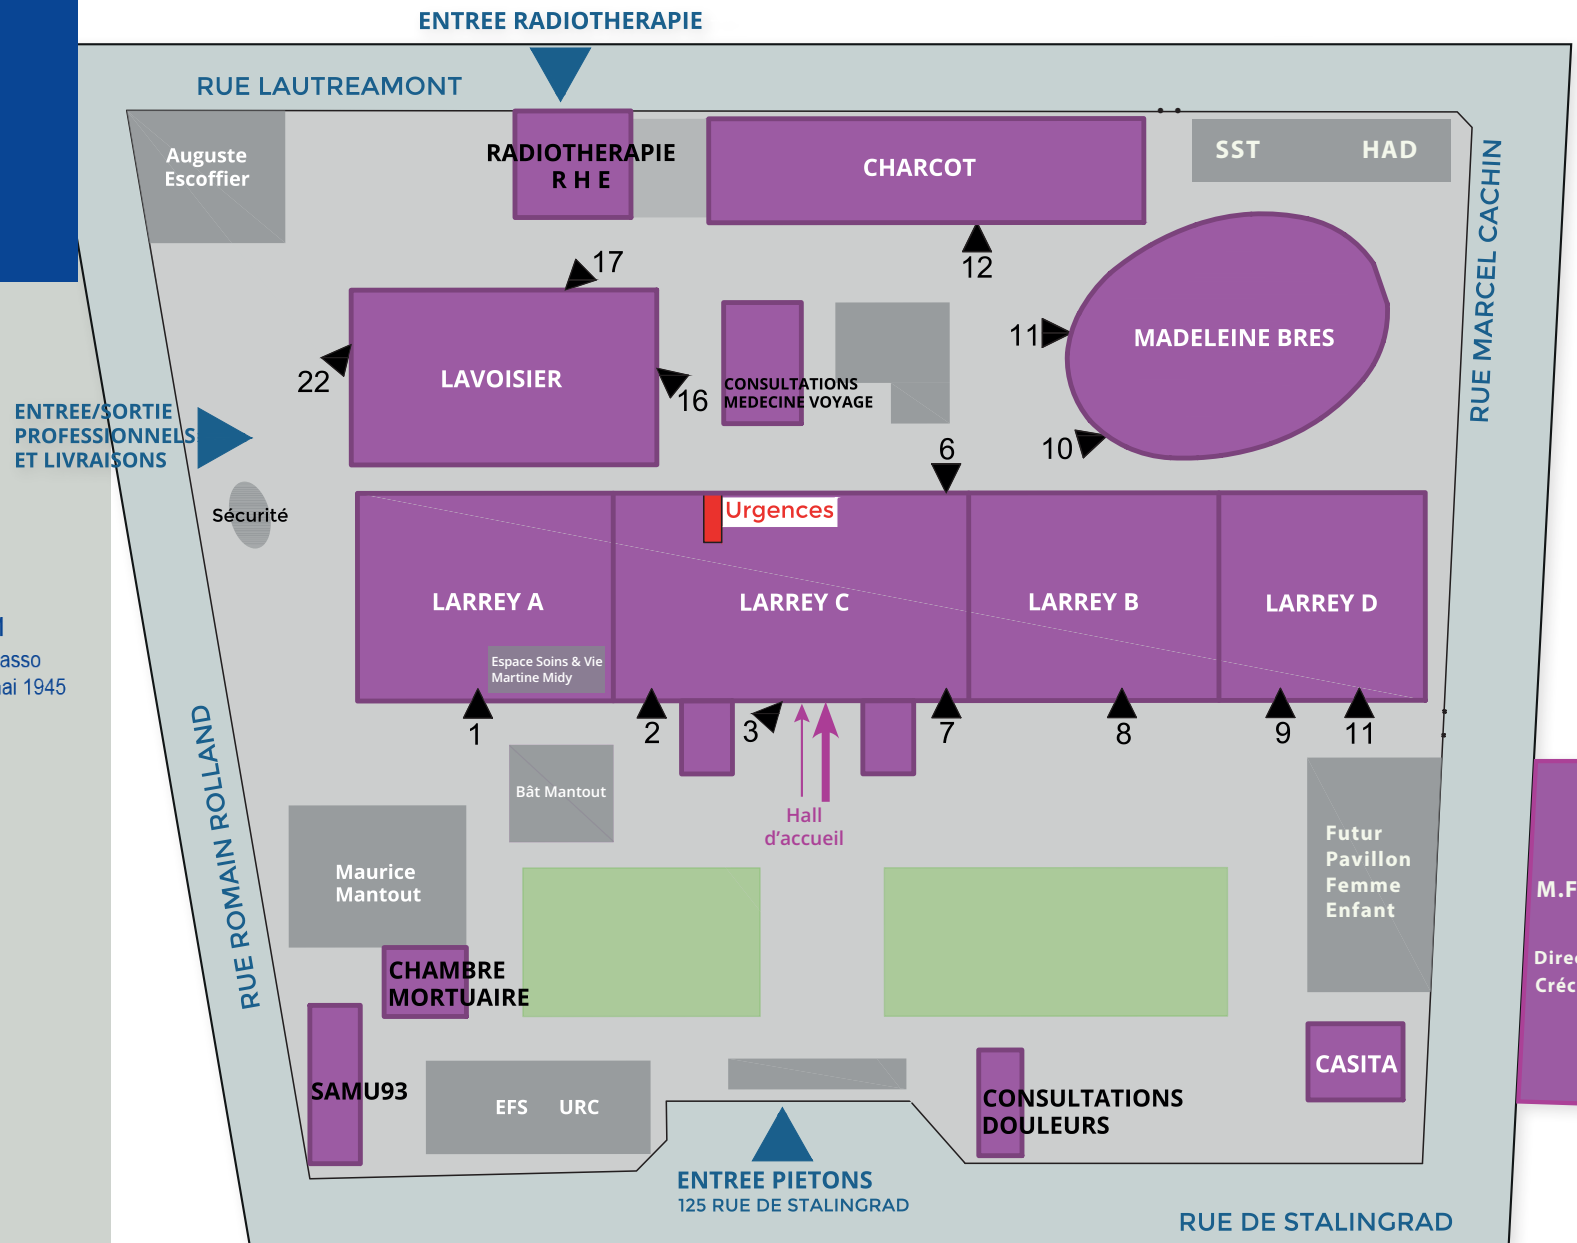 ENTREE RADIOTHERAPIE
RUE LAUTREAMONT
Auguste
Escoffier
RADIOTHERAPIE
R H E
CHARCOT
SST HAD
RUE MARCEL CACHIN
12
17
22
LAVOISIER
16
CONSULTATIONS
MEDECINE VOYAGE
11
MADELEINE BRES
10
6
ENTREE/SORTIE
PROFESSIONNELS
ET LIVRAISONS
Sécurité
Urgences
LARREY A
LARREY C
LARREY B
LARREY D
Espace Soins & Vie
Martine Midy
asso
ai 1945
1
2
3
7
8
9
11
RUE ROMAIN ROLLAND
Bât Mantout
Hall
d’accueil
Maurice
Mantout
Futur
Pavillon
Femme
Enfant
M.F
Direc
Créc
CHAMBRE
MORTUAIRE
SAMU93
EFS URC
CONSULTATIONS
DOULEURS
CASITA
ENTREE PIETONS
125 RUE DE STALINGRAD
RUE DE STALINGRAD